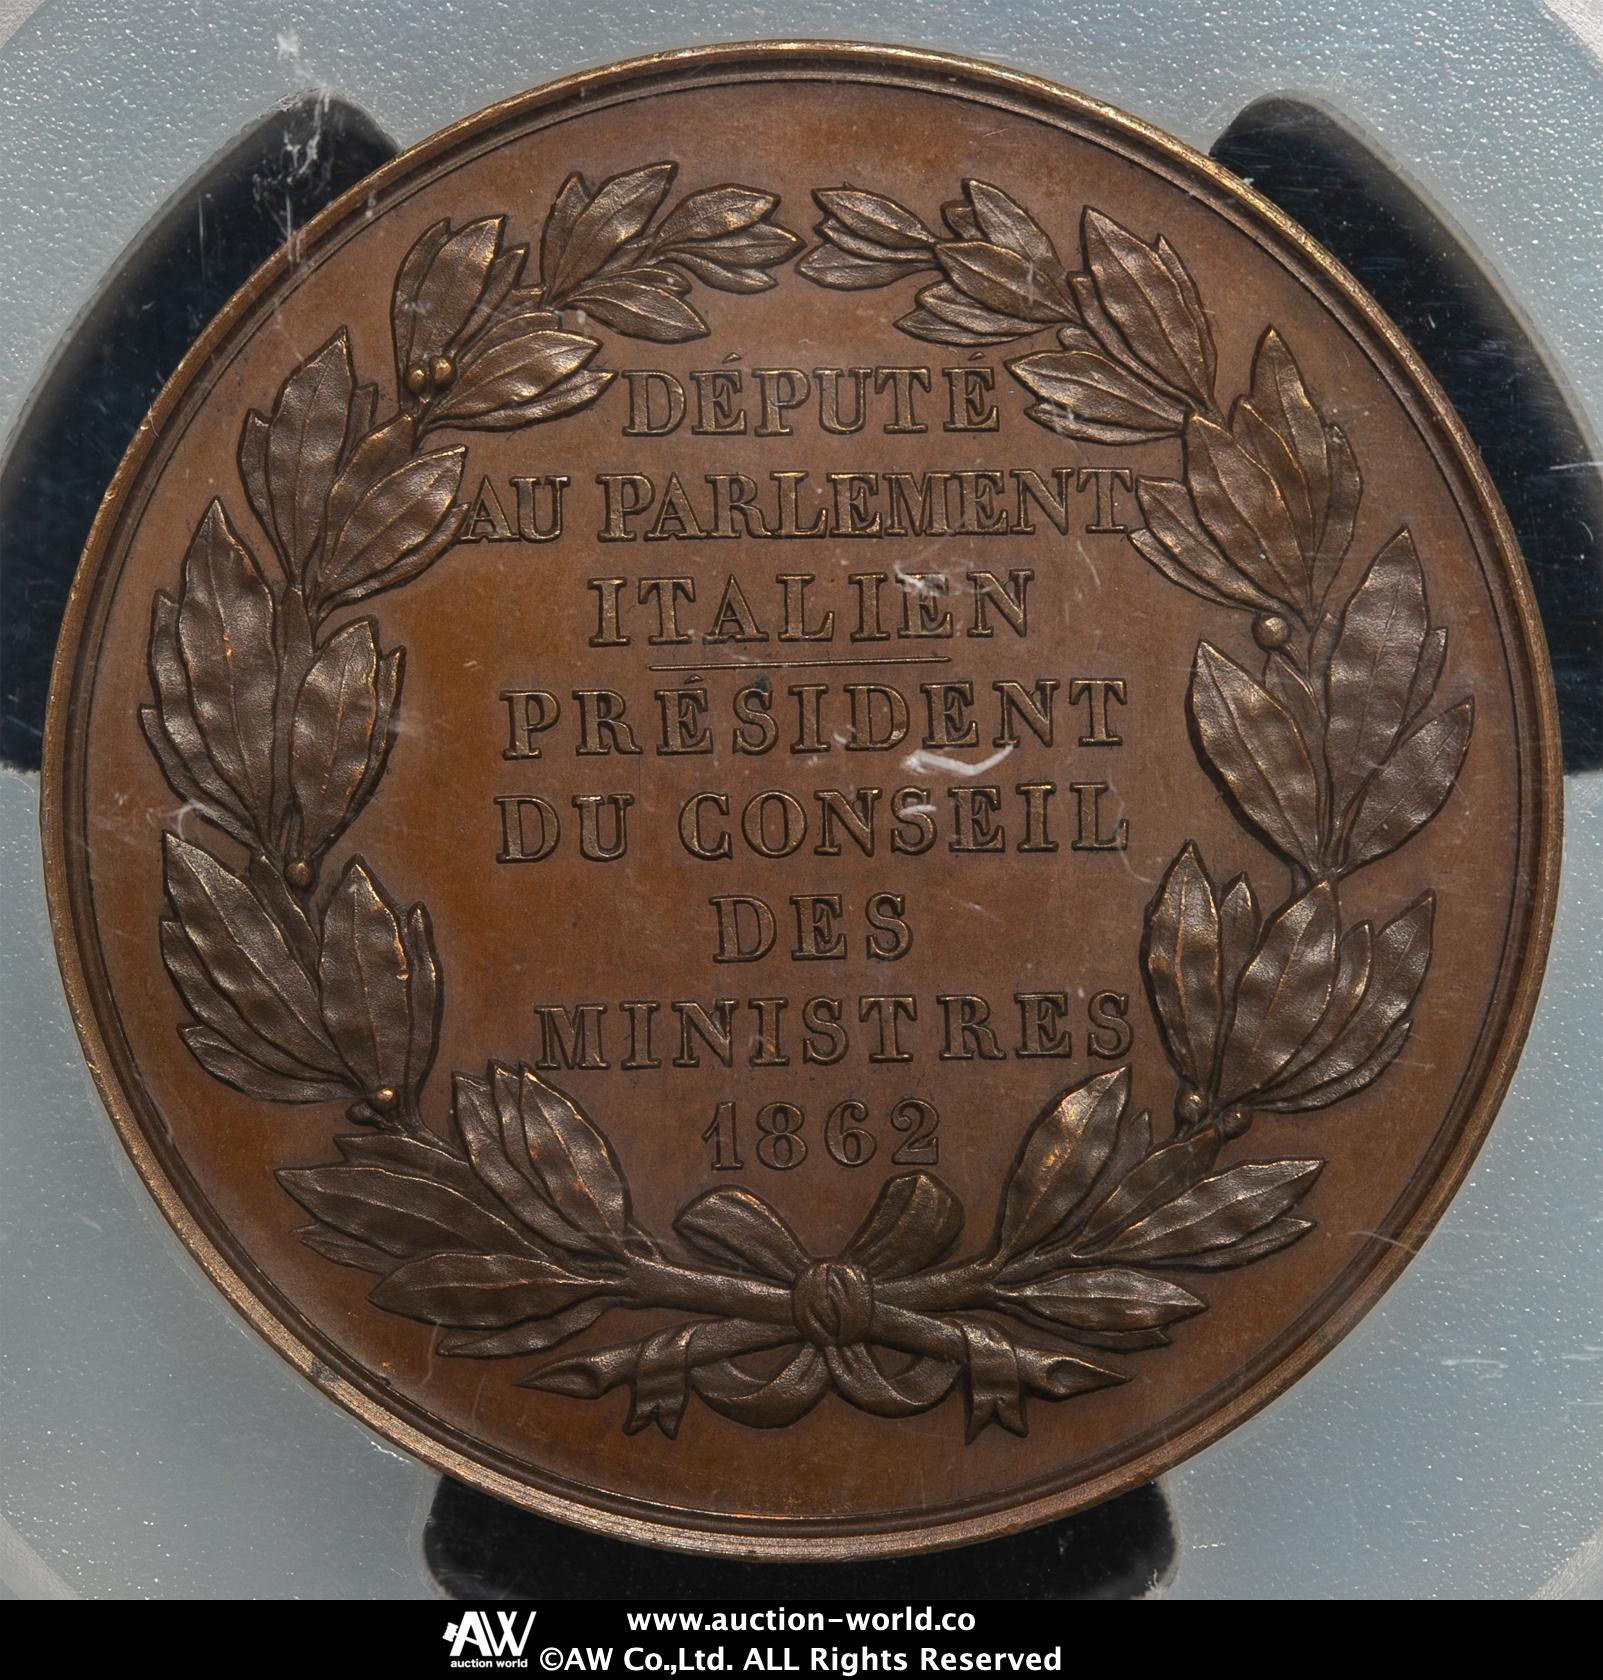 DÉPUTÉ
AU PARLEMENT
ITALIEN
PRÉSIDENT
DU CONSEIL
DES
MINISTRES
1862
AW
auction world
www.auction-world.co
©AW Co.,Ltd. ALL Rights Reserved